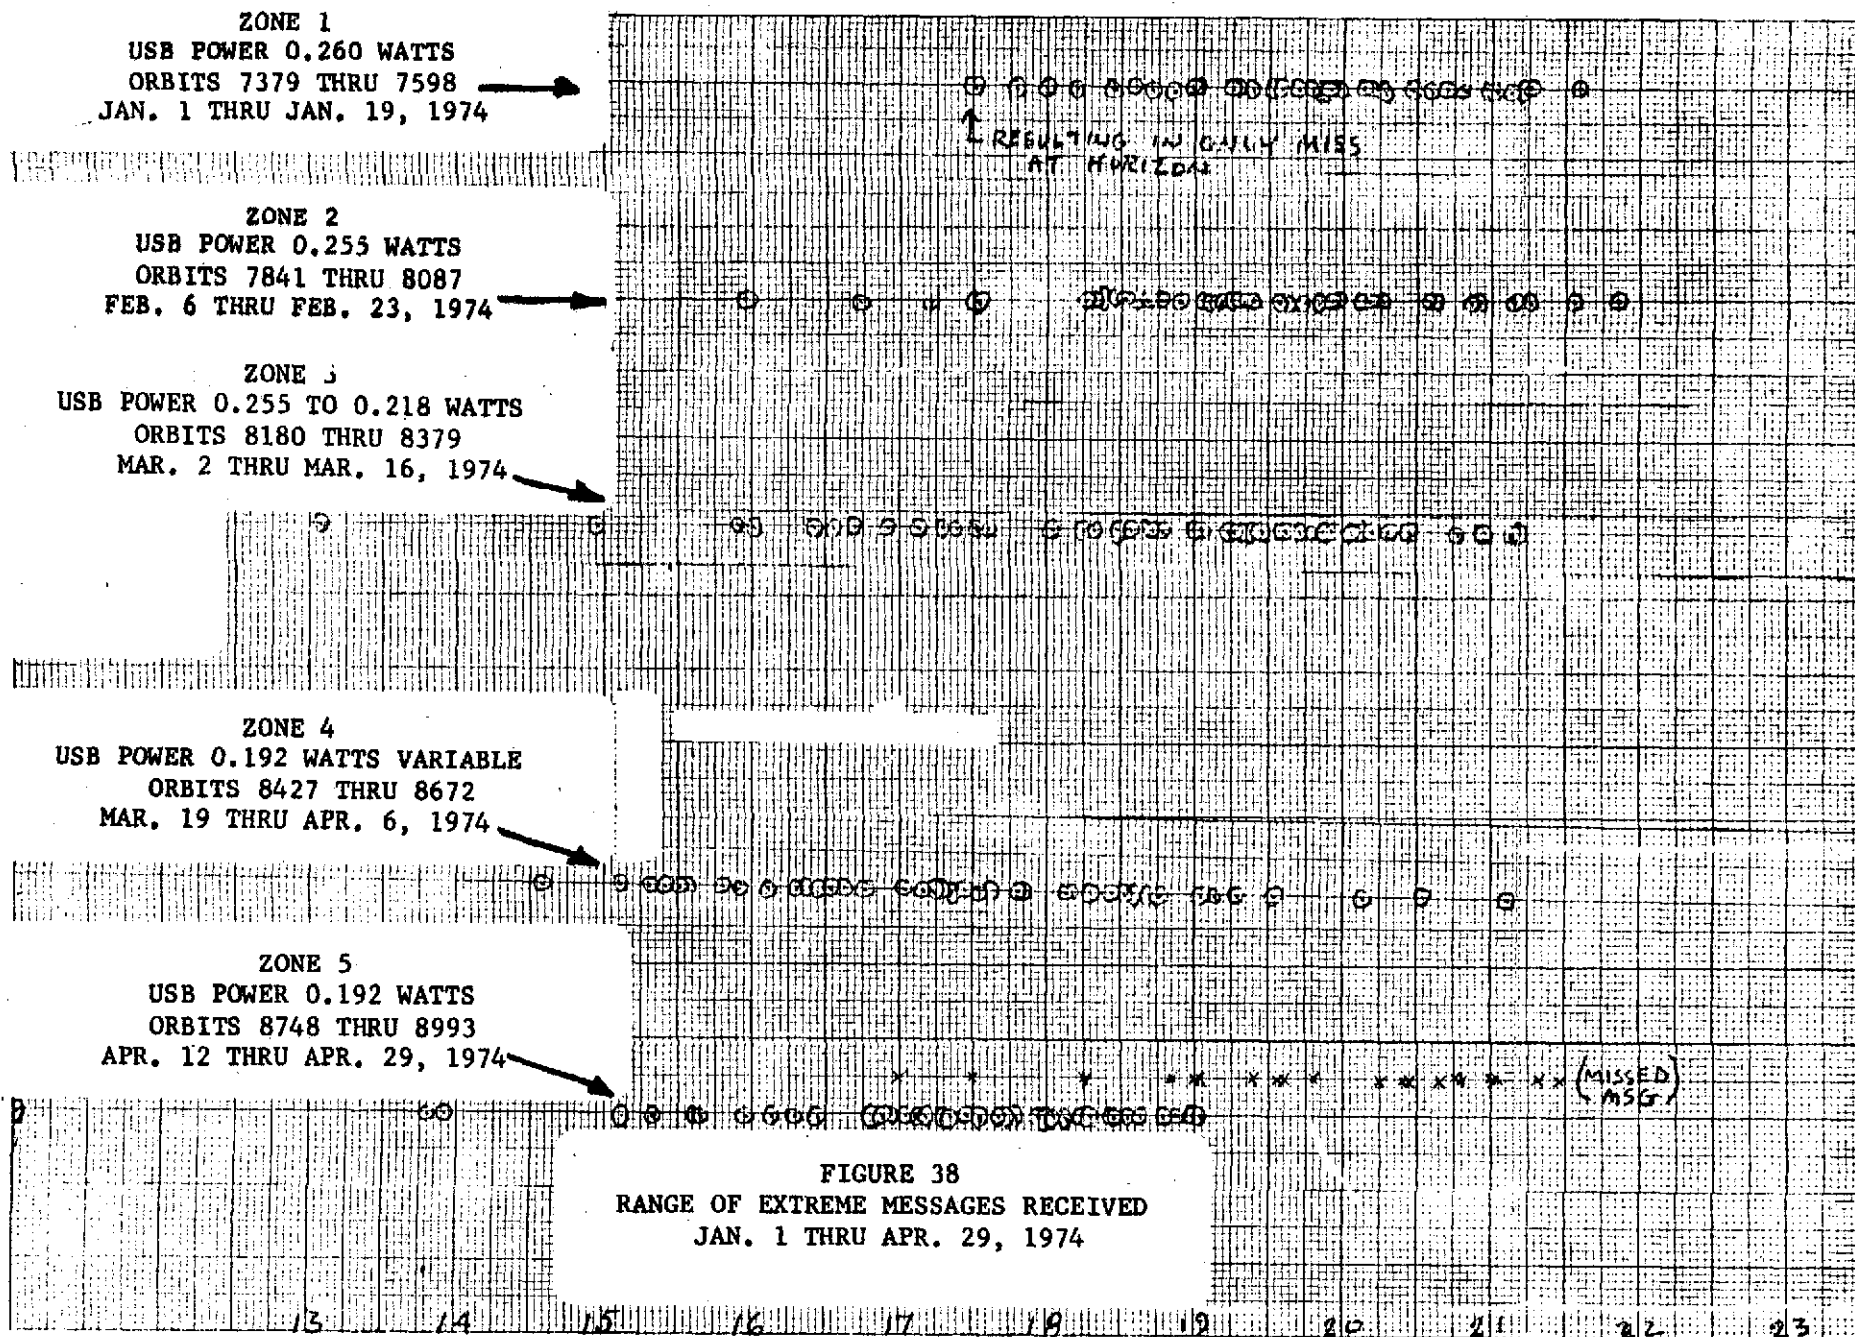 ZONE 1
USB POWER 0.260 WATTS
ORBITS 7379 THRU 7598
JAN. 1 THRU JAN. 19, 1974
RESULTING IN ONLY MISS
AT HORIZON
ZONE 2
USB POWER 0.255 WATTS
ORBITS 7841 THRU 8087
FEB. 6 THRU FEB. 23, 1974
ZONE 3
USB POWER 0.255 TO 0.218 WATTS
ORBITS 8180 THRU 8379
MAR. 2 THRU MAR. 16, 1974
ZONE 4
USB POWER 0.192 WATTS VARIABLE
ORBITS 8427 THRU 8672
MAR. 19 THRU APR. 6, 1974
ZONE 5
USB POWER 0.192 WATTS
ORBITS 8748 THRU 8993
APR. 12 THRU APR. 29, 1974
(MISSED
MSG)
FIGURE 38
RANGE OF EXTREME MESSAGES RECEIVED
JAN. 1 THRU APR. 29, 1974
13 14 15 16 17 18 19 20 21 22 23